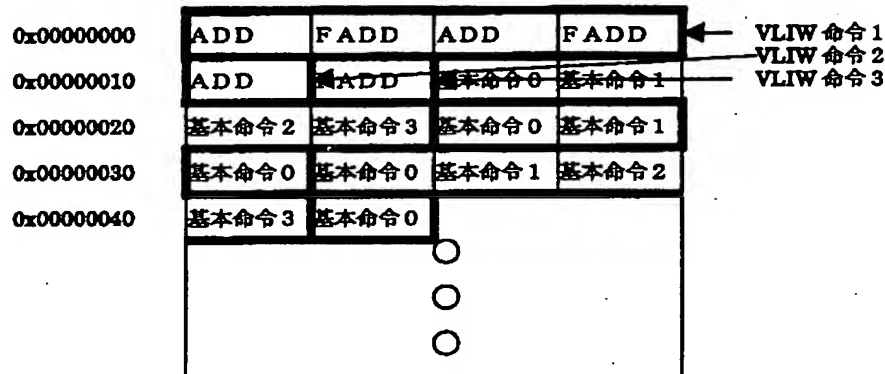 0x00000000 ADD FADD ADD FADD VLIW 命令1
VLIW 命令2
0x00000010 ADD FADD 基本命令0 基本命令1 VLIW 命令3
0x00000020 基本命令2 基本命令3 基本命令0 基本命令1
0x00000030 基本命令0 基本命令0 基本命令1 基本命令2
0x00000040 基本命令3 基本命令0